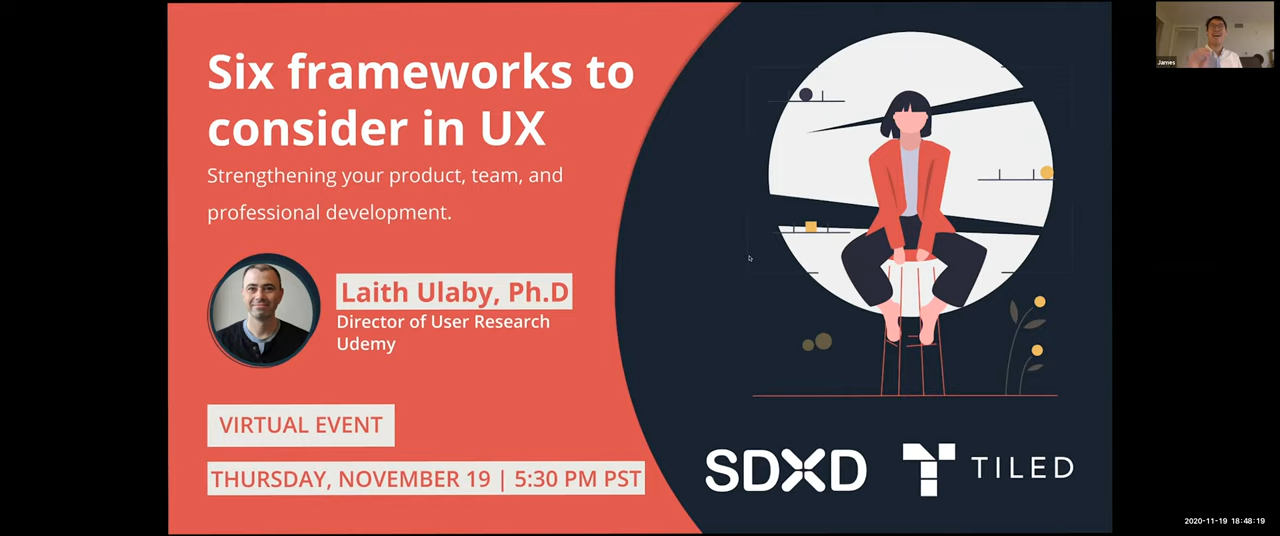 Six frameworks to
consider in UX
Strengthening your product, team, and
professional development.
Laith Ulaby, Ph.D
Director of User Research
Udemy
VIRTUAL EVENT
THURSDAY, NOVEMBER 19 | 5:30 PM PST
SDXD
TILED
James
2020-11-19 18:48:19